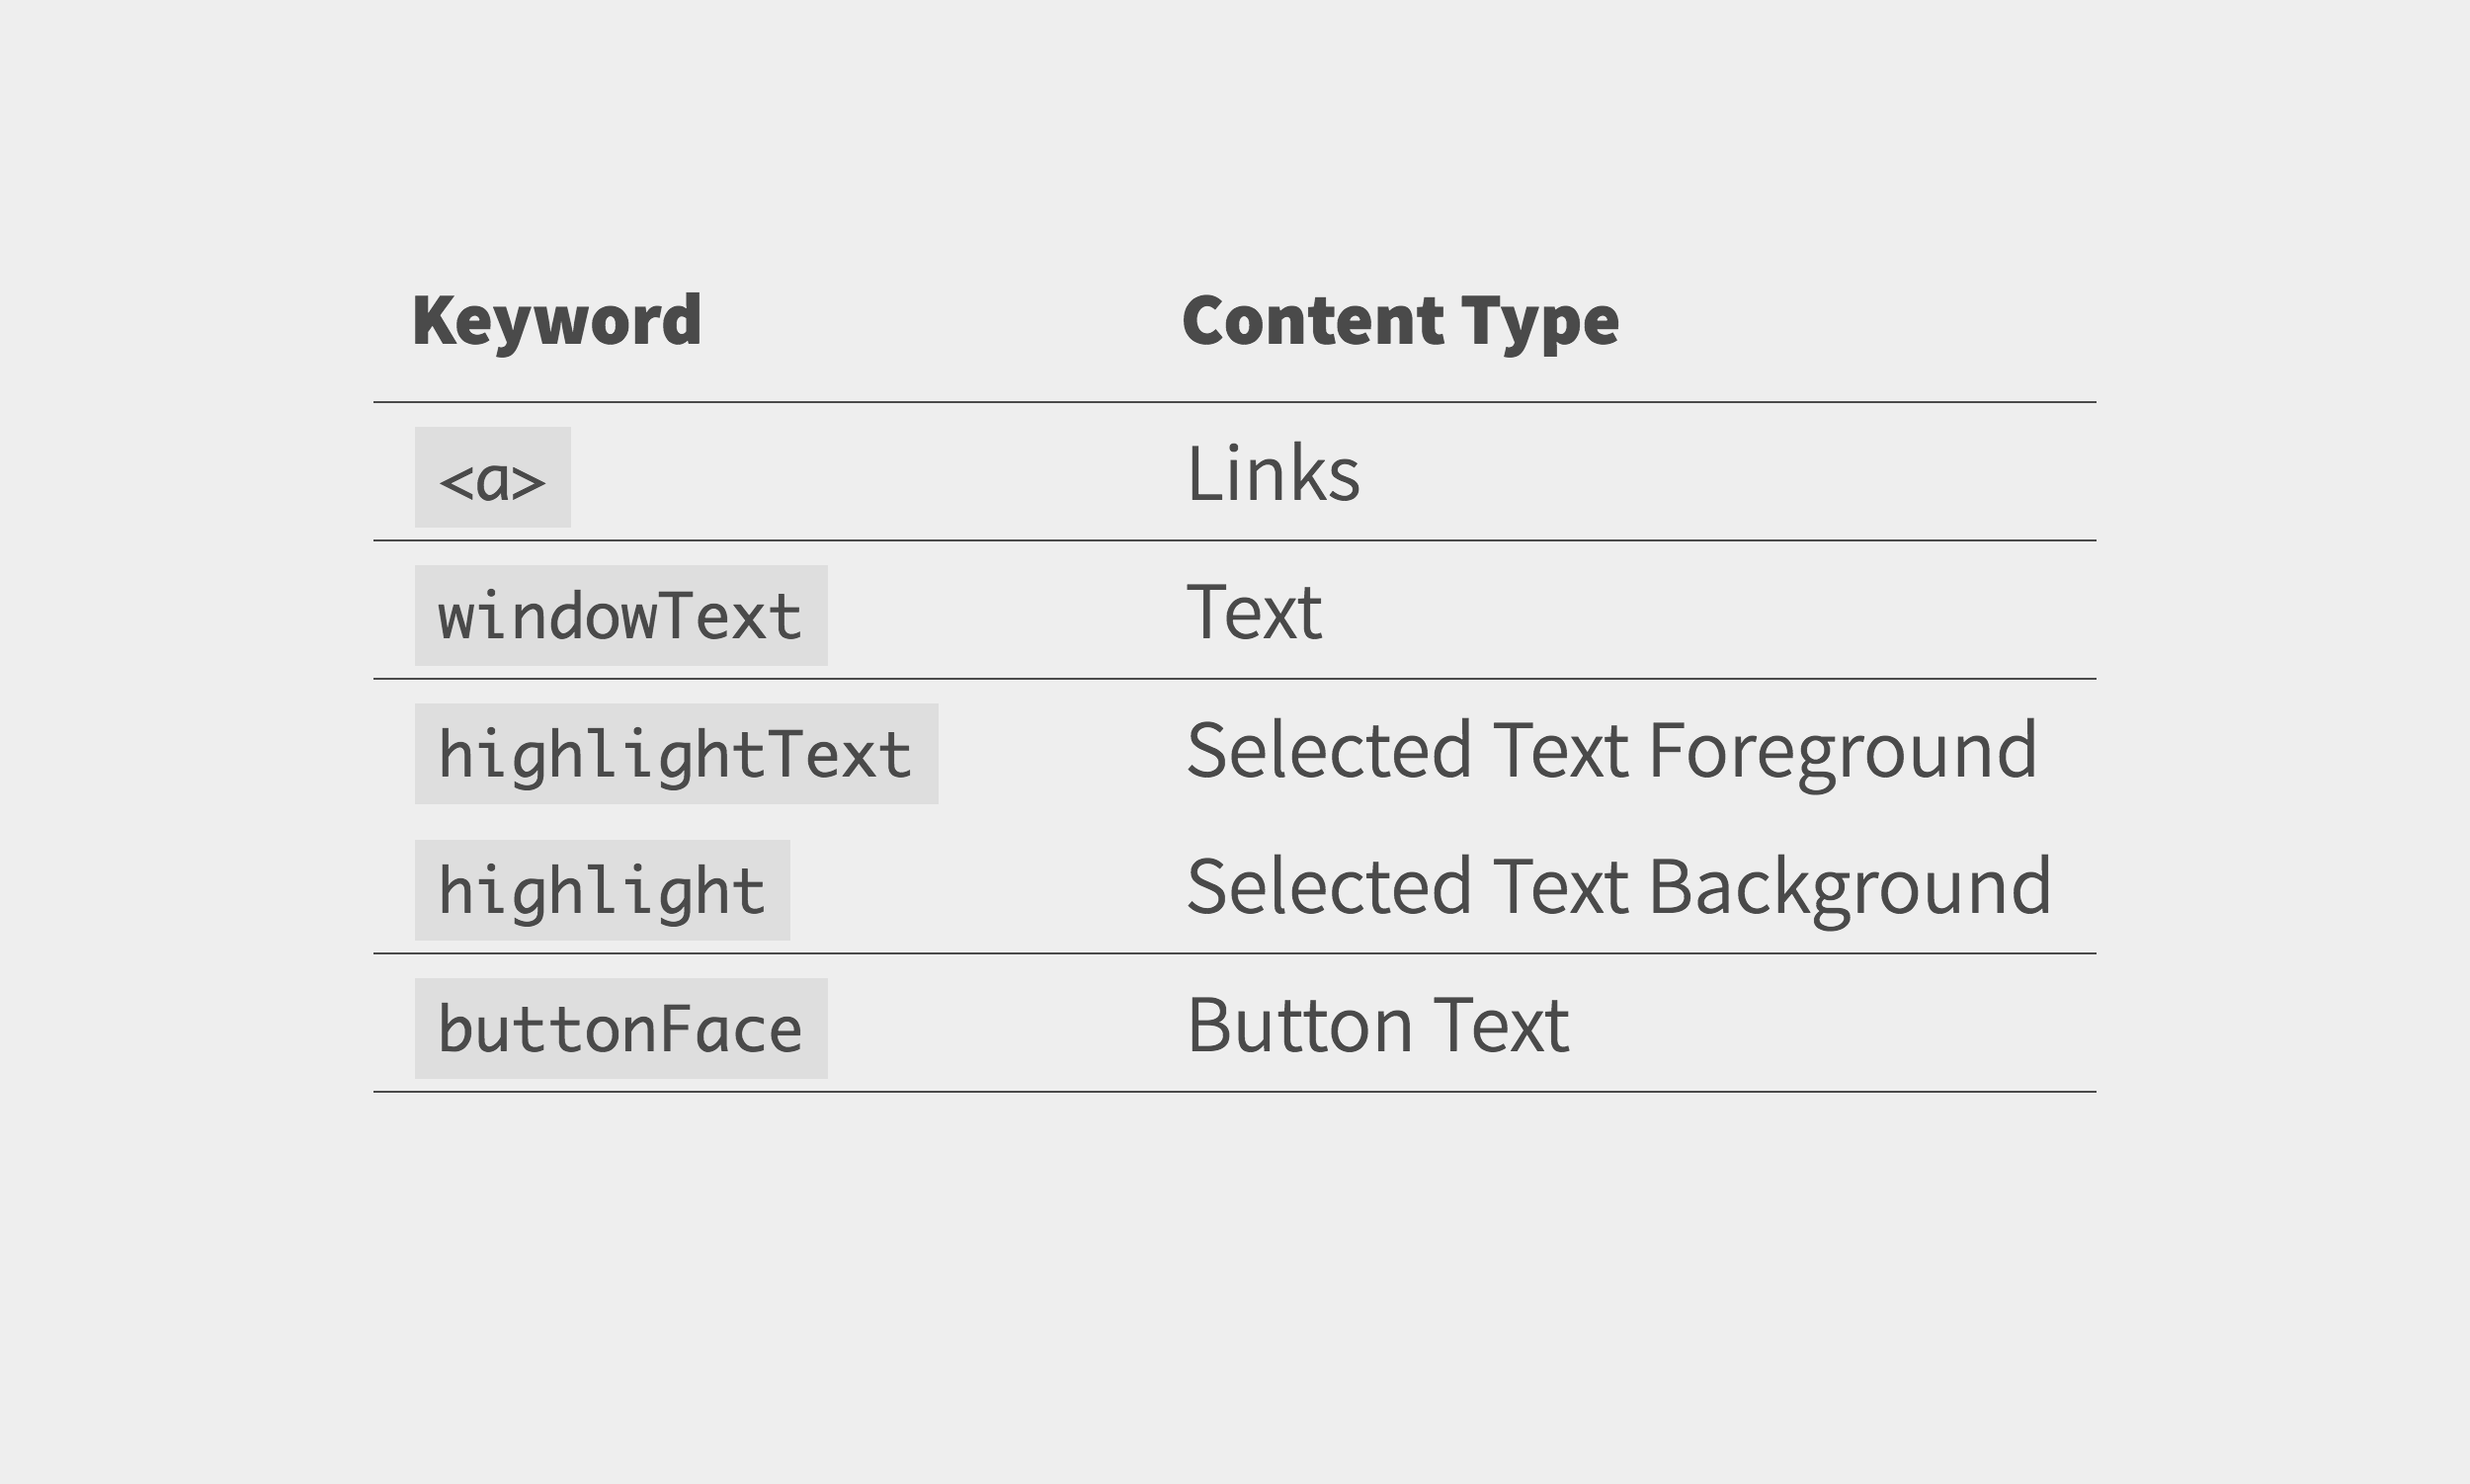 Keyword Content Type
<a> Links
windowText Text
highlightText Selected Text Foreground
highlight Selected Text Background
buttonFace Button Text